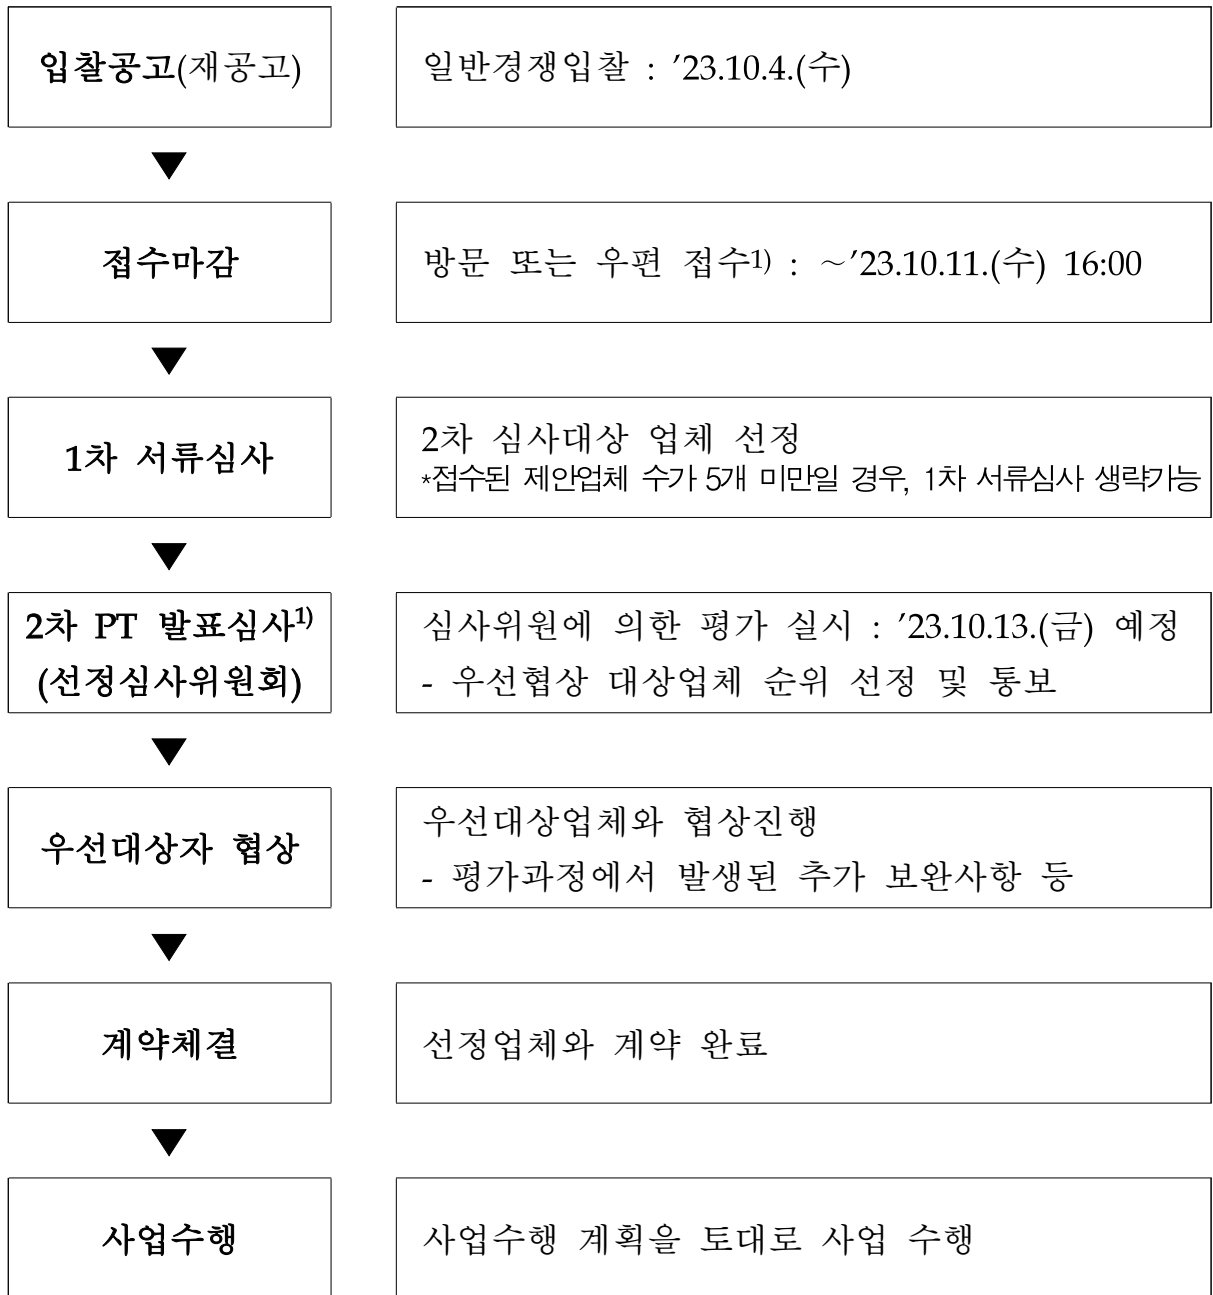 입찰공고(재공고)
일반경쟁입찰 : ′23.10.4.(수)
▼
접수마감
방문 또는 우편 접수1) : ～′23.10.11.(수) 16:00
▼
1차 서류심사
2차 심사대상 업체 선정
*접수된 제안업체 수가 5개 미만일 경우, 1차 서류심사 생략가능
▼
2차 PT 발표심사1)
(선정심사위원회)
심사위원에 의한 평가 실시 : ′23.10.13.(금) 예정
- 우선협상 대상업체 순위 선정 및 통보
▼
우선대상자 협상
우선대상업체와 협상진행
- 평가과정에서 발생된 추가 보완사항 등
▼
계약체결
선정업체와 계약 완료
▼
사업수행
사업수행 계획을 토대로 사업 수행